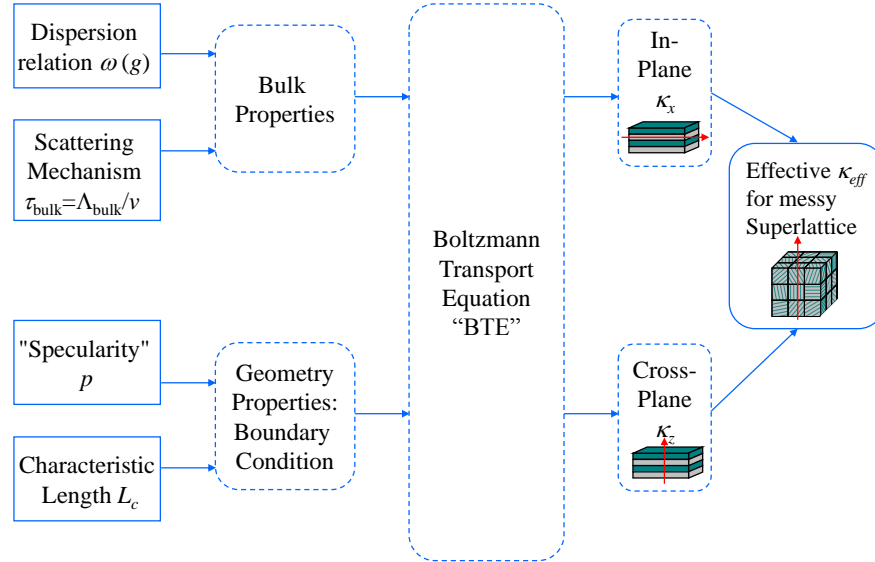 Dispersion
relation ω (g)
Scattering
Mechanism
τbulk=Λbulk/v
Bulk
Properties
"Specularity"
p
Characteristic
Length Lc
Geometry
Properties:
Boundary
Condition
Boltzmann
Transport
Equation
“BTE”
In-
Plane
κx
Cross-
Plane
κz
Effective κeff
for messy
Superlattice